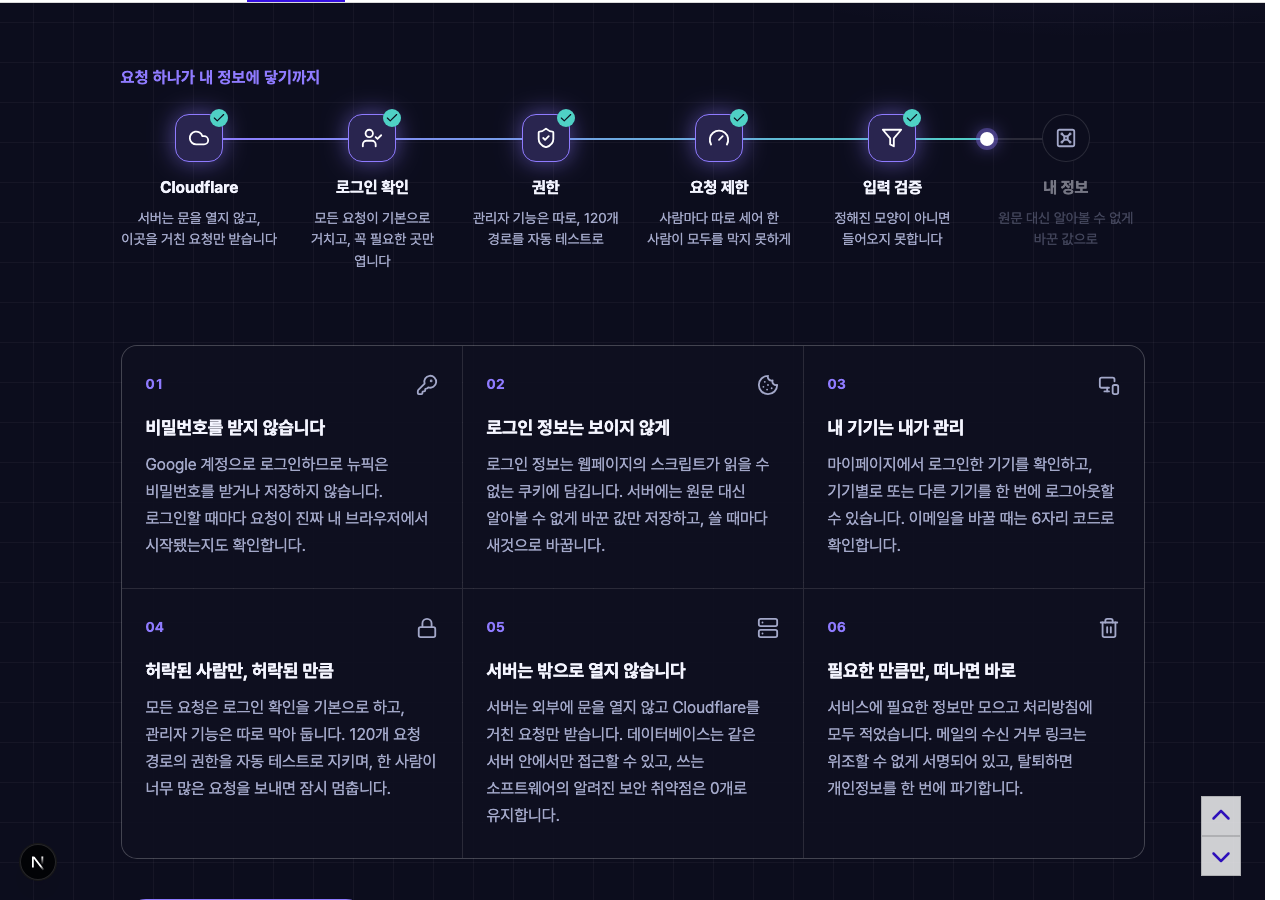 요청 하나가 내 정보에 닿기까지
Cloudflare
서버는 문을 열지 않고,
이곳을 거친 요청만 받습니다
로그인 확인
모든 요청이 기본으로
거치고, 꼭 필요한 곳만
엽니다
권한
관리자 기능은 따로, 120개
경로를 자동 테스트로
요청 제한
사람마다 따로 세어 한
사람이 모두를 막지 못하게
입력 검증
정해진 모양이 아니면
들어오지 못합니다
내 정보
원문 대신 알아볼 수 없게
바꾼 값으로
01
비밀번호를 받지 않습니다
Google 계정으로 로그인하므로 뉴픽은
비밀번호를 받거나 저장하지 않습니다.
로그인할 때마다 요청이 진짜 내 브라우저에서
시작됐는지도 확인합니다.
02
로그인 정보는 보이지 않게
로그인 정보는 웹페이지의 스크립트가 읽을 수
없는 쿠키에 담깁니다. 서버에는 원문 대신
알아볼 수 없게 바꾼 값만 저장하고, 쓸 때마다
새것으로 바꿉니다.
03
내 기기는 내가 관리
마이페이지에서 로그인한 기기를 확인하고,
기기별로 또는 다른 기기를 한 번에 로그아웃할
수 있습니다. 이메일을 바꿀 때는 6자리 코드로
확인합니다.
04
허락된 사람만, 허락된 만큼
모든 요청은 로그인 확인을 기본으로 하고,
관리자 기능은 따로 막아 둡니다. 120개 요청
경로의 권한을 자동 테스트로 지키며, 한 사람이
너무 많은 요청을 보내면 잠시 멈춥니다.
05
서버는 밖으로 열지 않습니다
서버는 외부에 문을 열지 않고 Cloudflare를
거친 요청만 받습니다. 데이터베이스는 같은
서버 안에서만 접근할 수 있고, 쓰는
소프트웨어의 알려진 보안 취약점은 0개로
유지합니다.
06
필요한 만큼만, 떠나면 바로
서비스에 필요한 정보만 모으고 처리방침에
모두 적었습니다. 메일의 수신 거부 링크는
위조할 수 없게 서명되어 있고, 탈퇴하면
개인정보를 한 번에 파기합니다.
N